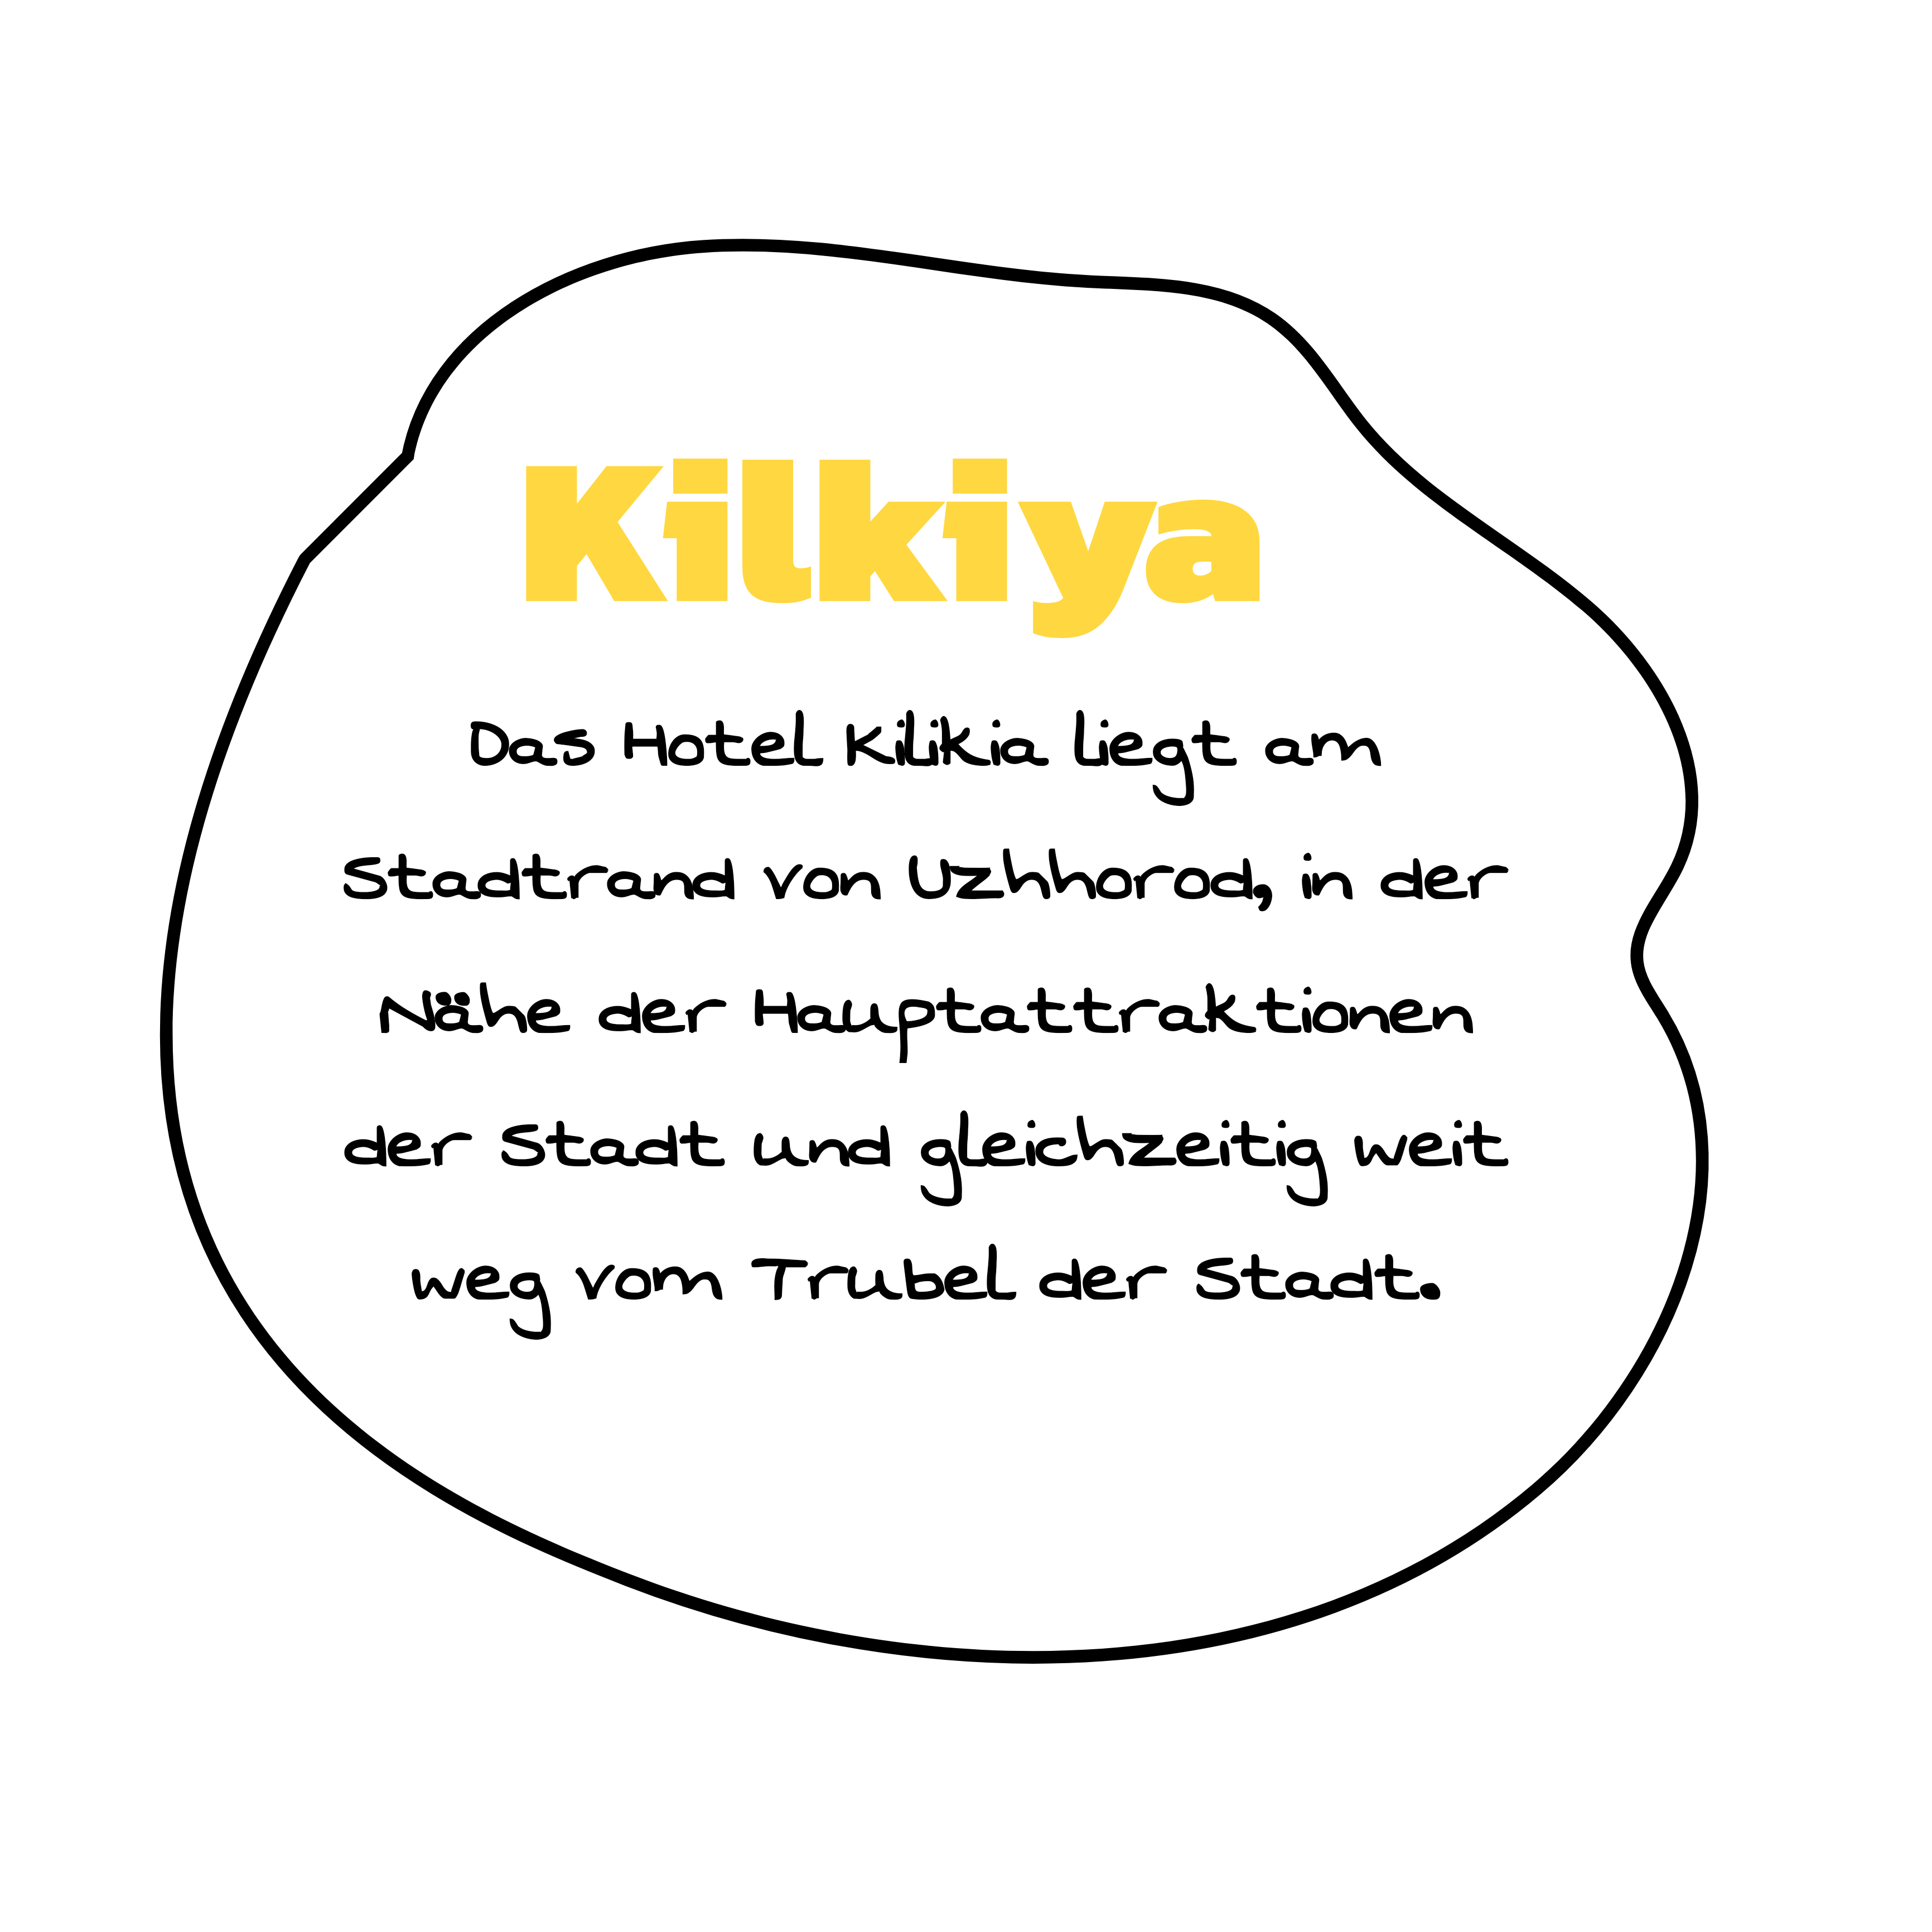 Kilkiya
Das Hotel Kilikia liegt am
Stadtrand von Uzhhorod, in der
Nähe der Hauptattraktionen
der Stadt und gleichzeitig weit
weg vom Trubel der Stadt.